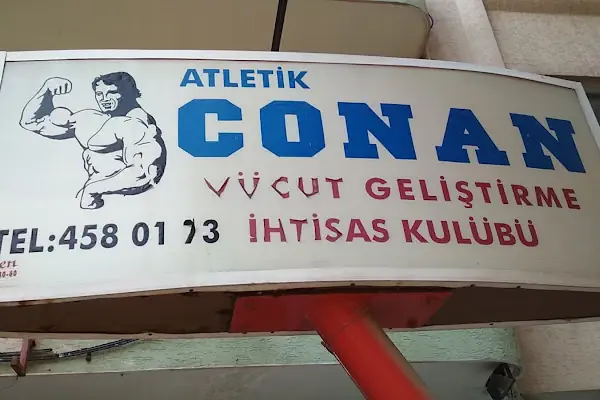 ATLETİK
CONAN
VÜCUT GELİŞTİRME
İHTİSAS KULÜBÜ
TEL:458 01 73